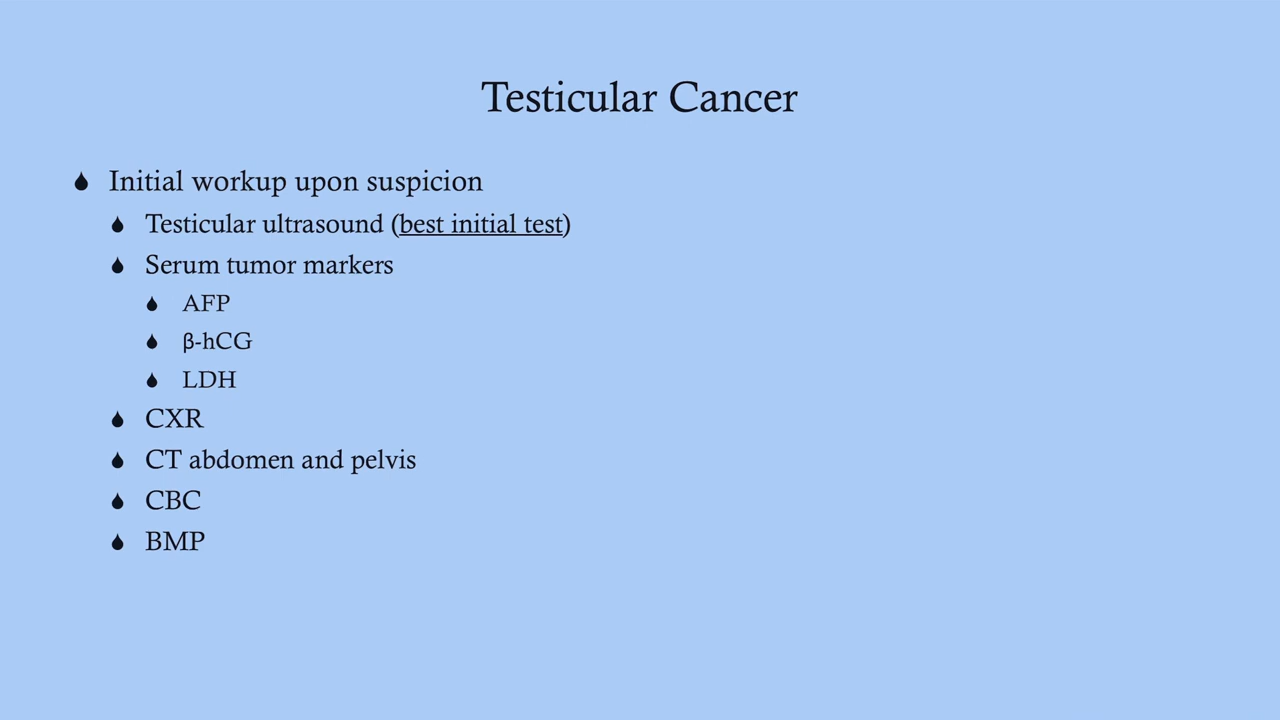 Testicular Cancer
Initial workup upon suspicion
Testicular ultrasound (best initial test)
Serum tumor markers
AFP
β-hCG
LDH
CXR
CT abdomen and pelvis
CBC
BMP